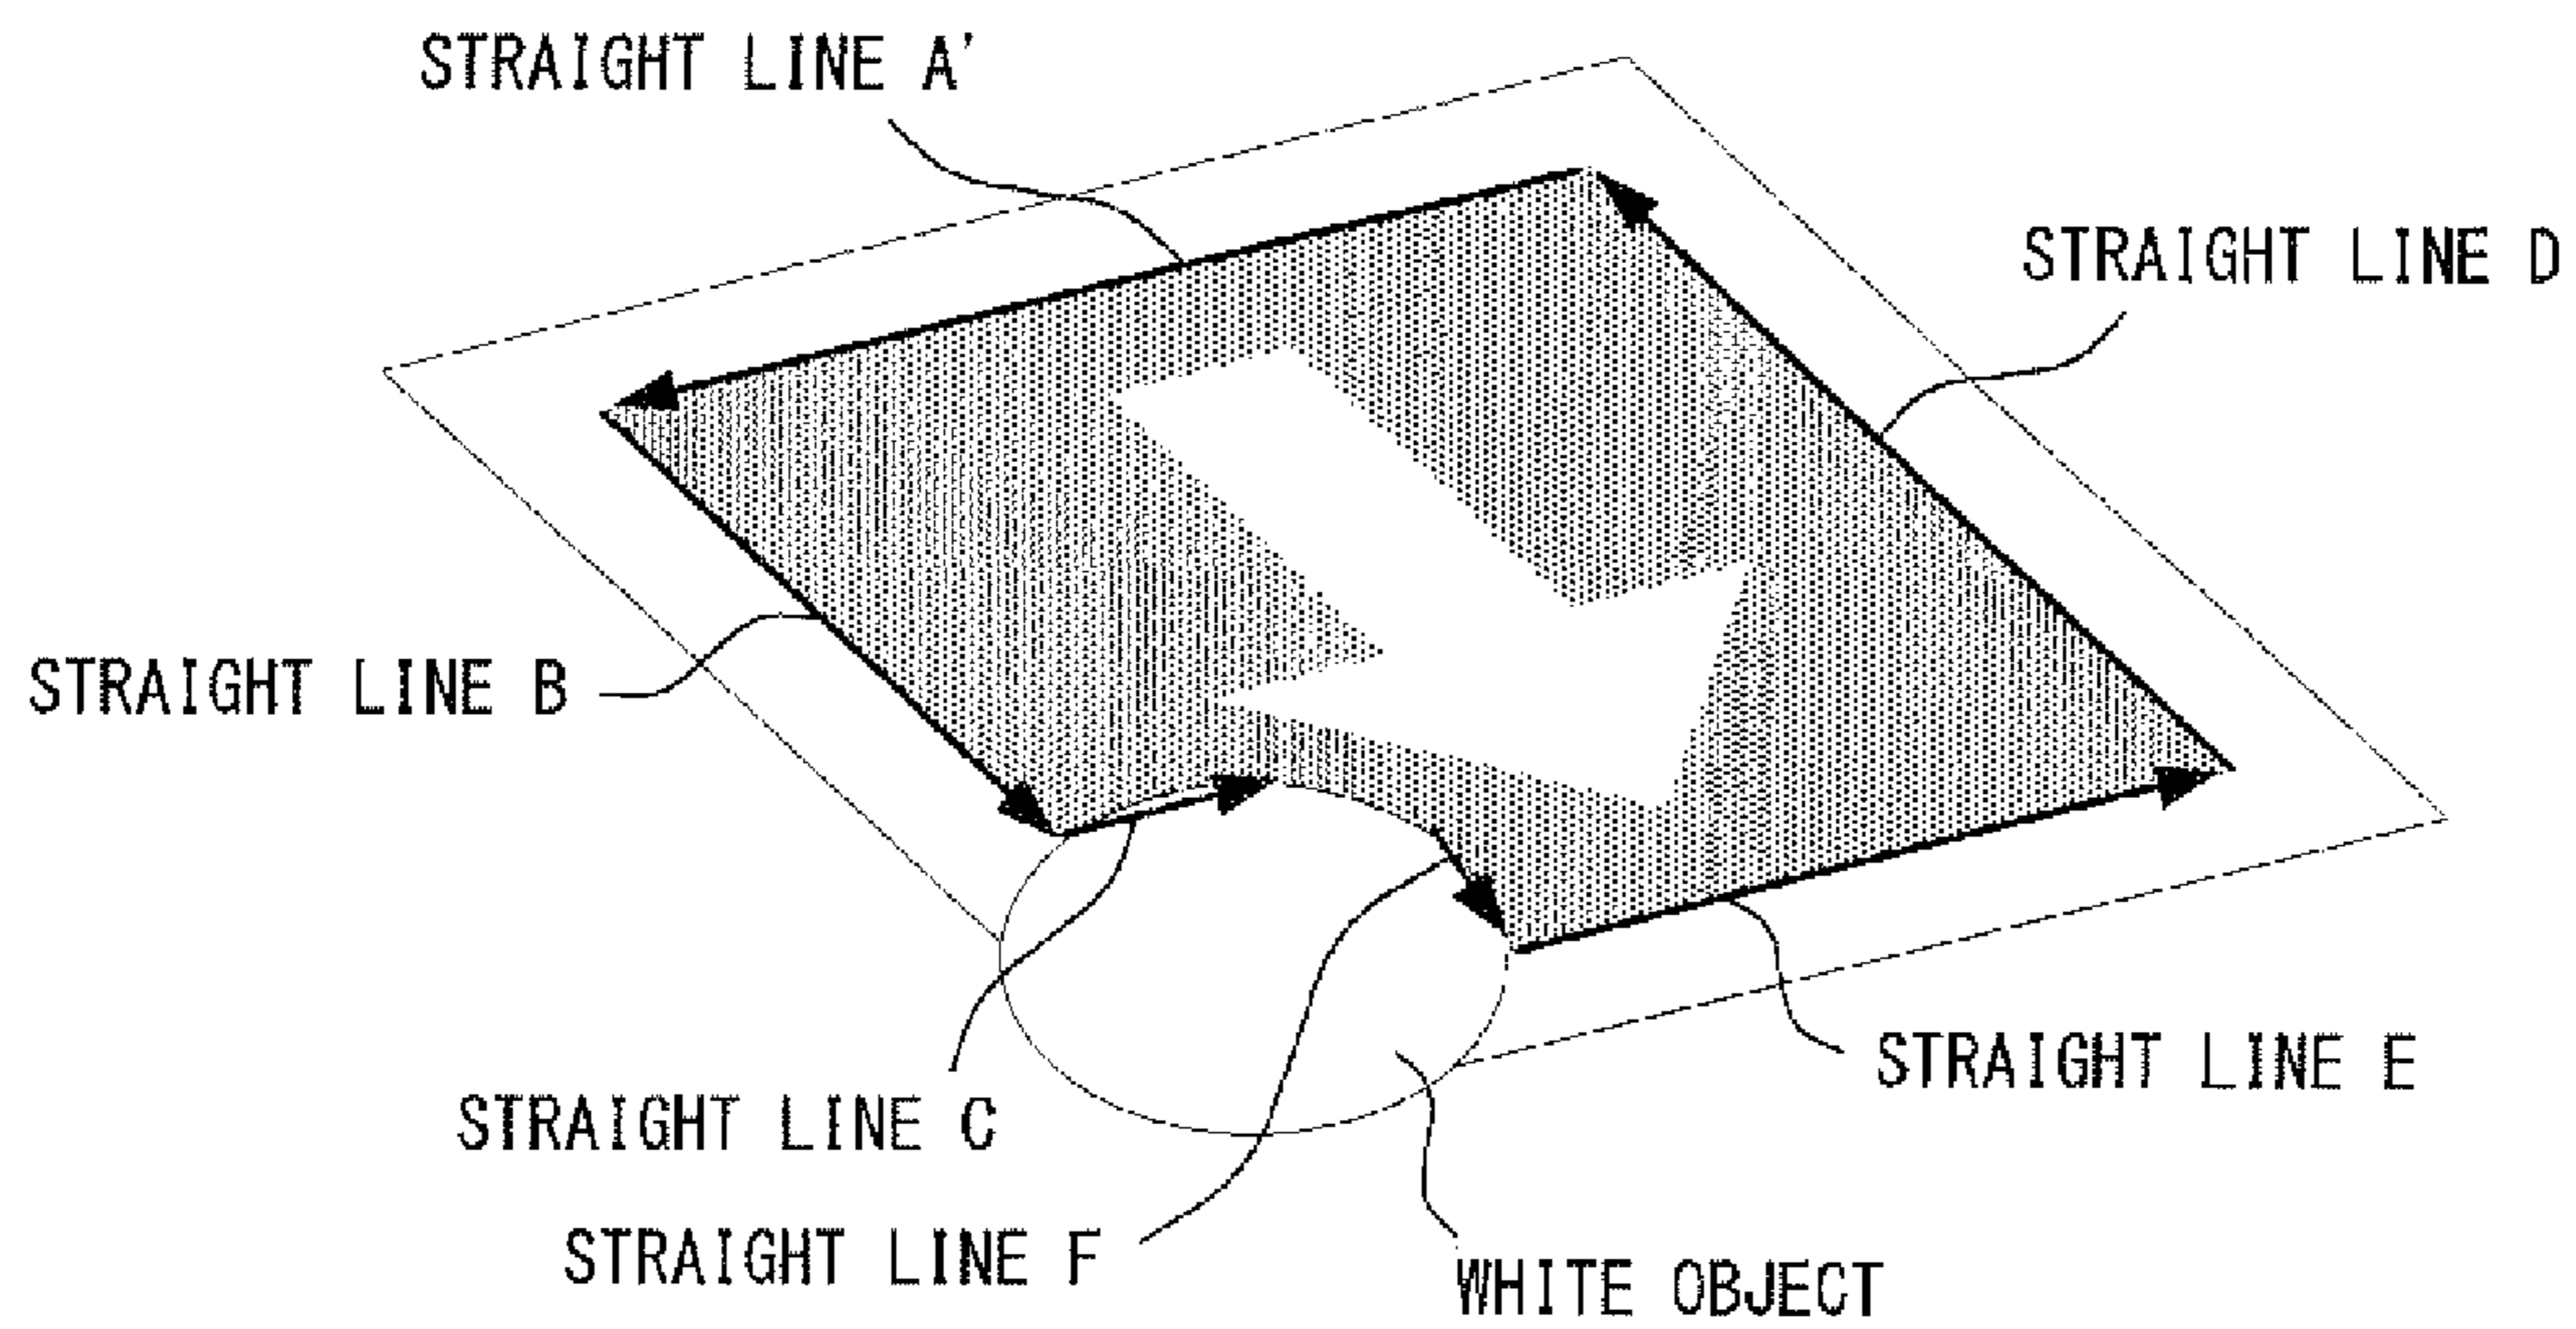 STRAIGHT LINE A'
STRAIGHT LINE D
STRAIGHT LINE B
STRAIGHT LINE E
STRAIGHT LINE C
STRAIGHT LINE F
WHITE OBJECT